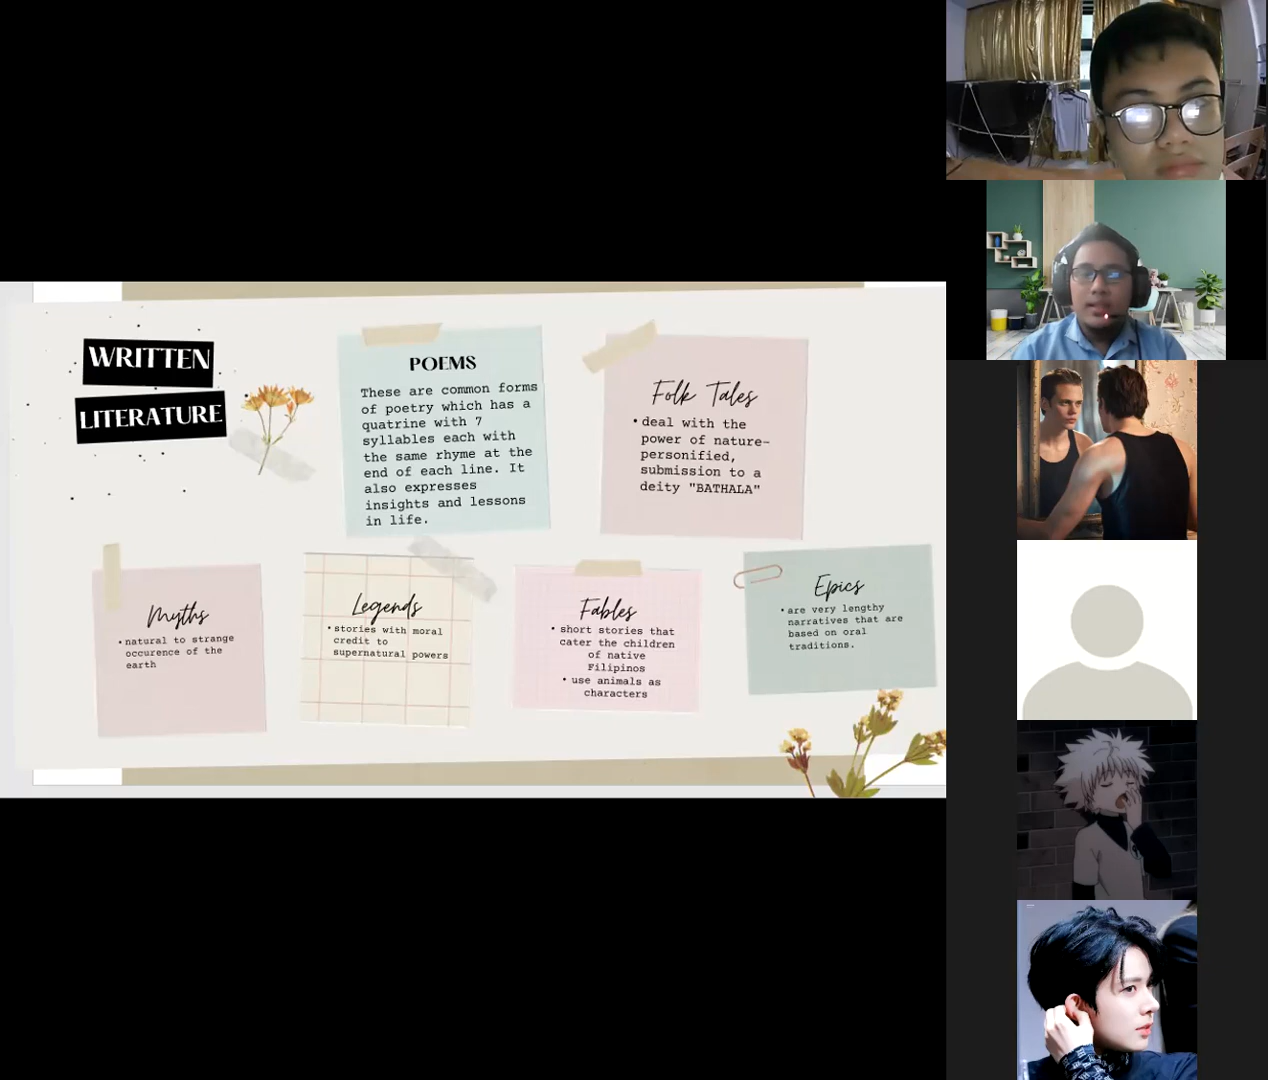 WRITTEN
LITERATURE
POEMS
These are common forms
of poetry which has a
quatrine with 7
syllables each with
the same rhyme at the
end of each line. It
also expresses
insights and lessons
in life.
Folk Tales
• deal with the
power of nature-
personified,
submission to a
deity "BATHALA"
Myths
• natural to strange
occurence of the
earth
Legends
• stories with moral
credit to
supernatural powers
Fables
• short stories that
cater the children
of native
Filipinos
• use animals as
characters
Epics
• are very lengthy
narratives that are
based on oral
traditions.